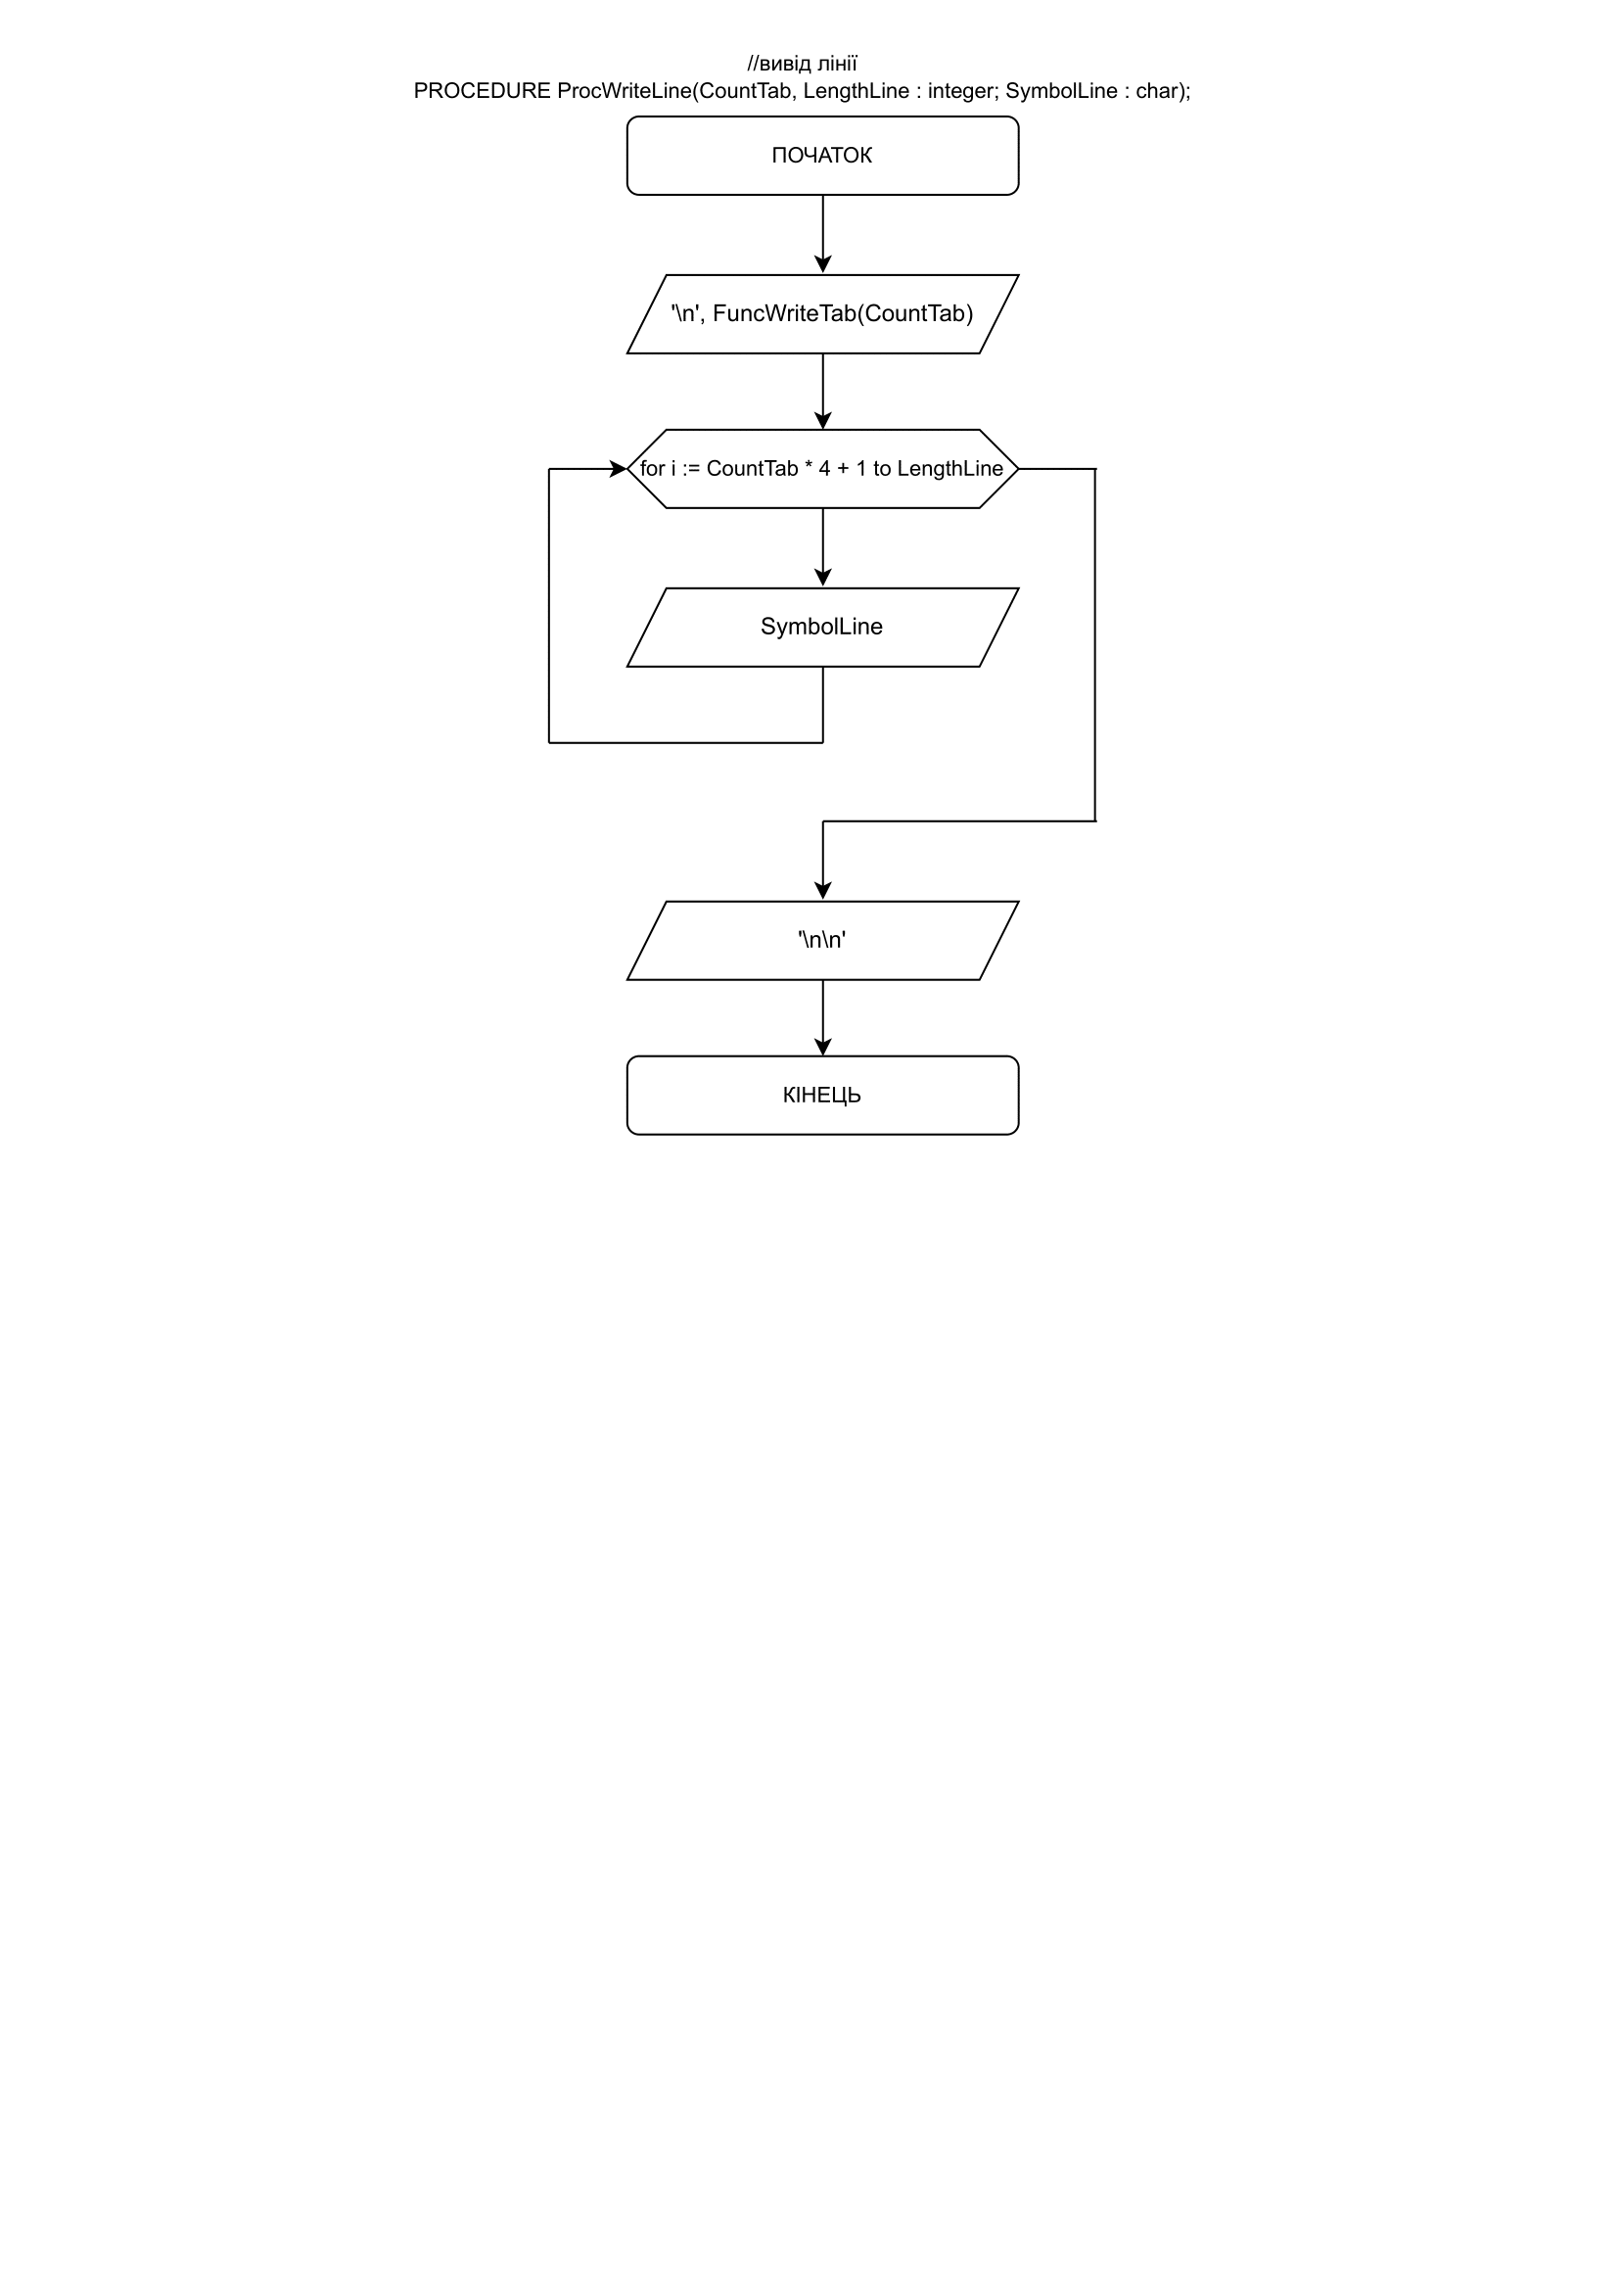 //вивід лінії
PROCEDURE ProcWriteLine(CountTab, LengthLine : integer; SymbolLine : char);
ПОЧАТОК
'\n', FuncWriteTab(CountTab)
for i := CountTab * 4 + 1 to LengthLine
SymbolLine
'\n\n'
КІНЕЦЬ